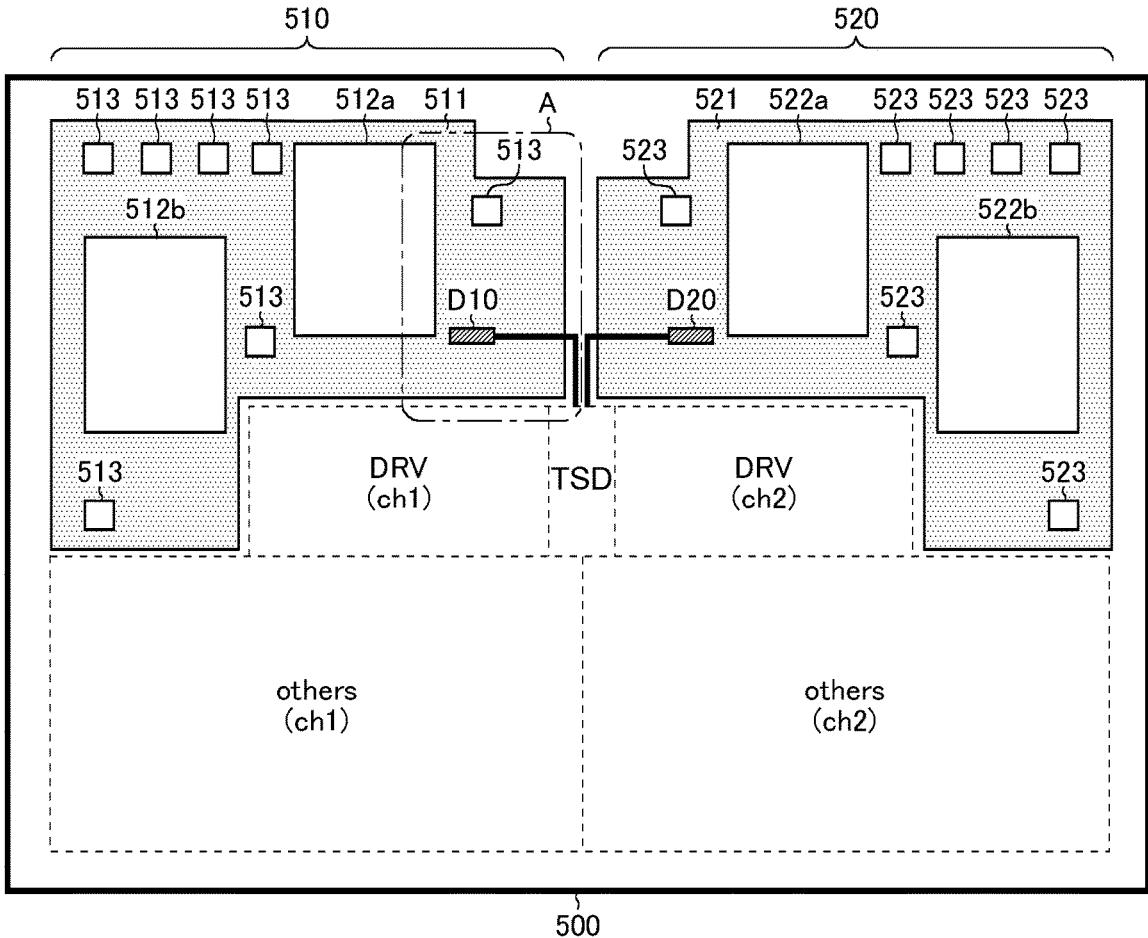 510 520
513 513 513 513 512a 511 A 521 522a 523 523 523 523
513 523
512b 522b
513 D10 D20 523
DRV TSD DRV
(ch1) (ch2)
513 523
others others
(ch1) (ch2)
500